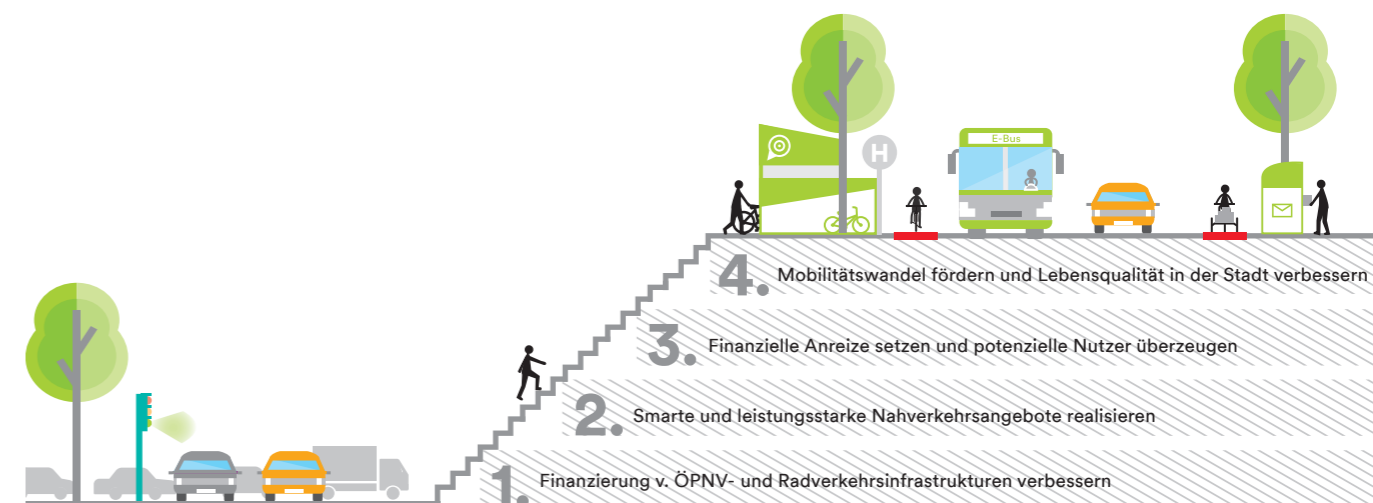 E-Bus
H
4. Mobilitätswandel fördern und Lebensqualität in der Stadt verbessern
3. Finanzielle Anreize setzen und potenzielle Nutzer überzeugen
2. Smarte und leistungsstarke Nahverkehrsangebote realisieren
1. Finanzierung v. ÖPNV- und Radverkehrsinfrastrukturen verbessern